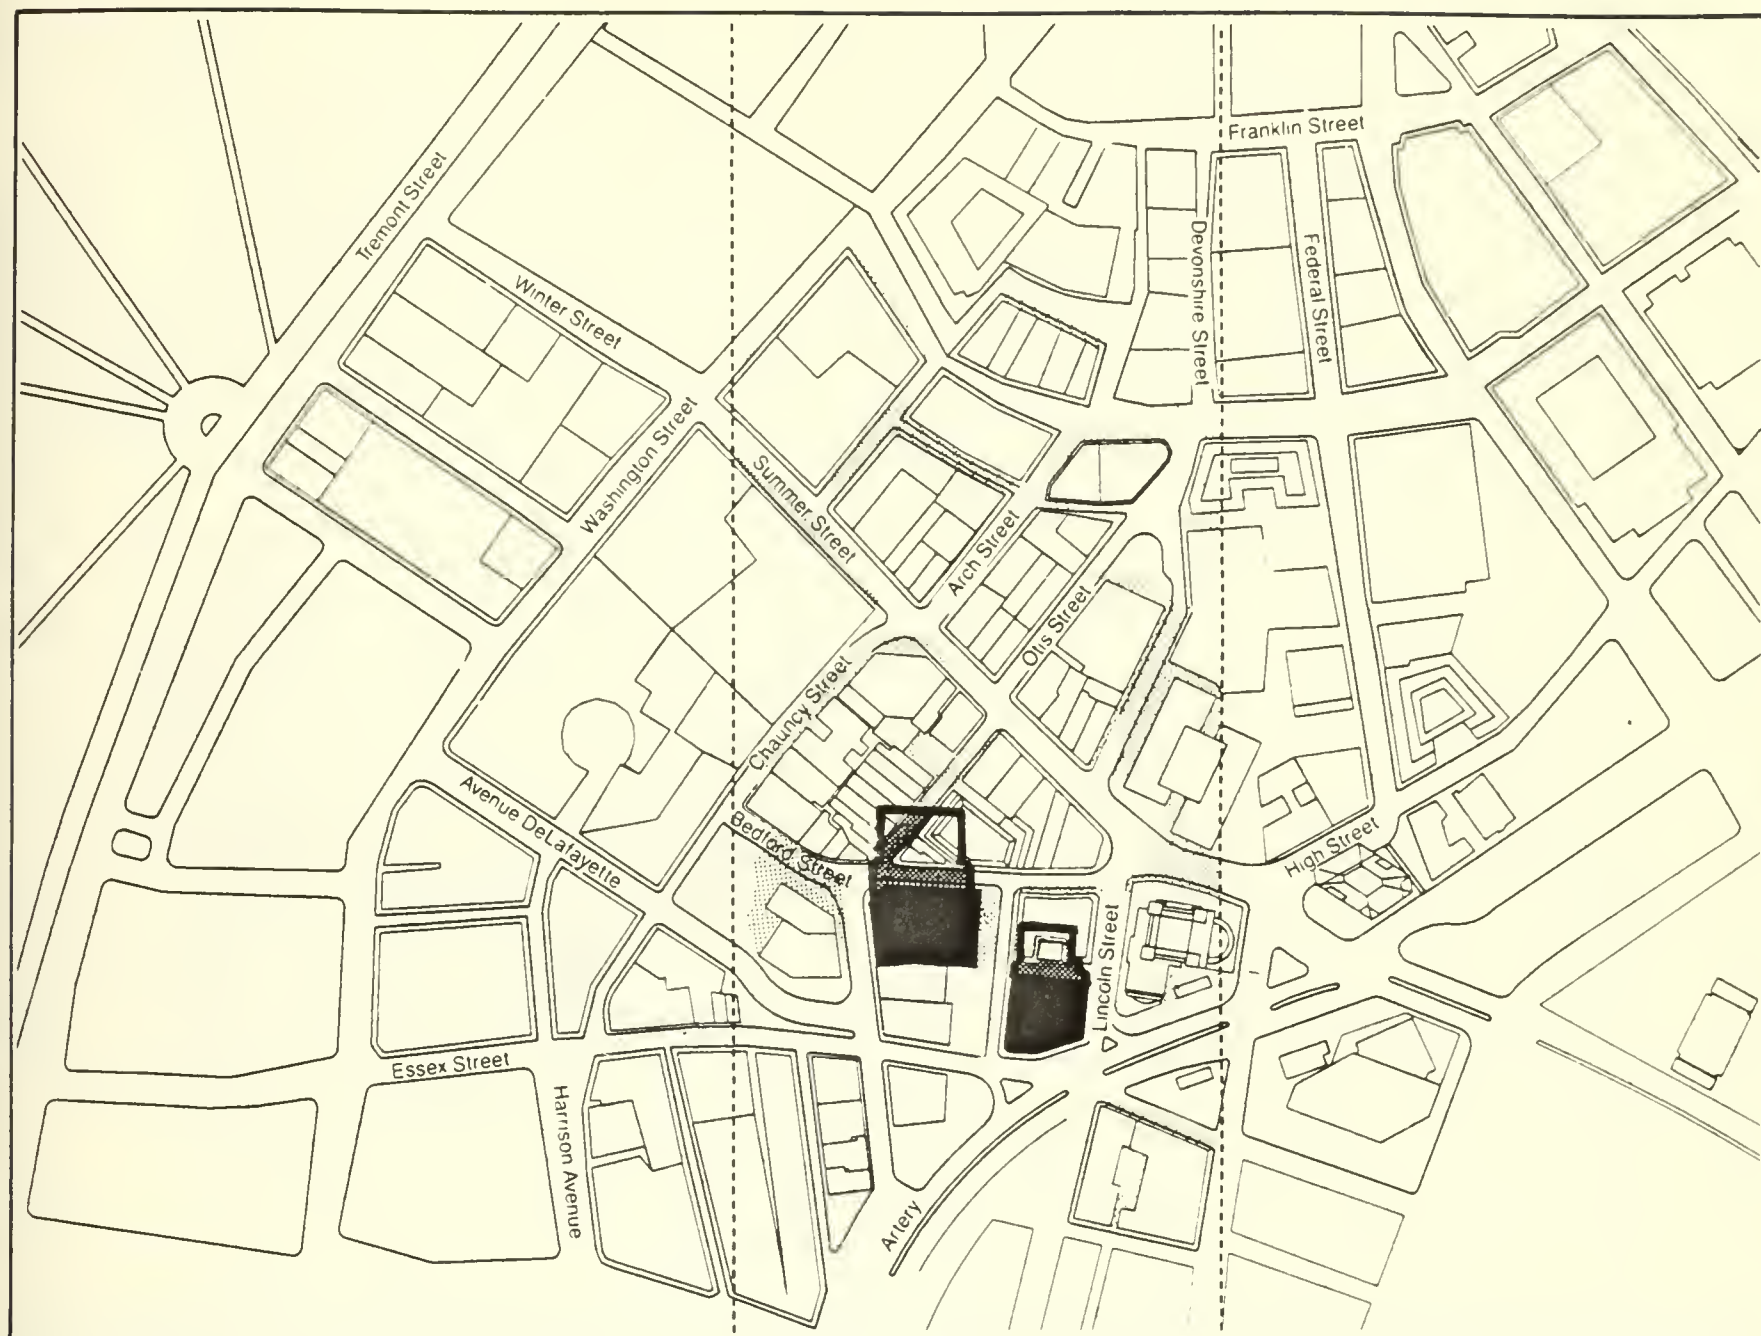 Franklin Street
Tremont Street
Devonshire Street
Federal Street
Winter Street
Washington Street
Summer Street
Arch Street
Otis Street
Chauncy Street
Avenue DeLafayette
Bedford Street
High Street
Lincoln Street
Essex Street
Harrison Avenue
Artery